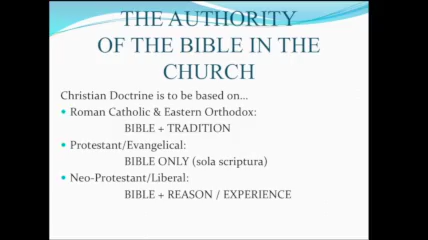 THE AUTHORITY
OF THE BIBLE IN THE
CHURCH
Christian Doctrine is to be based on...
• Roman Catholic & Eastern Orthodox:
BIBLE + TRADITION
• Protestant/Evangelical:
BIBLE ONLY (sola scriptura)
• Neo-Protestant/Liberal:
BIBLE + REASON / EXPERIENCE